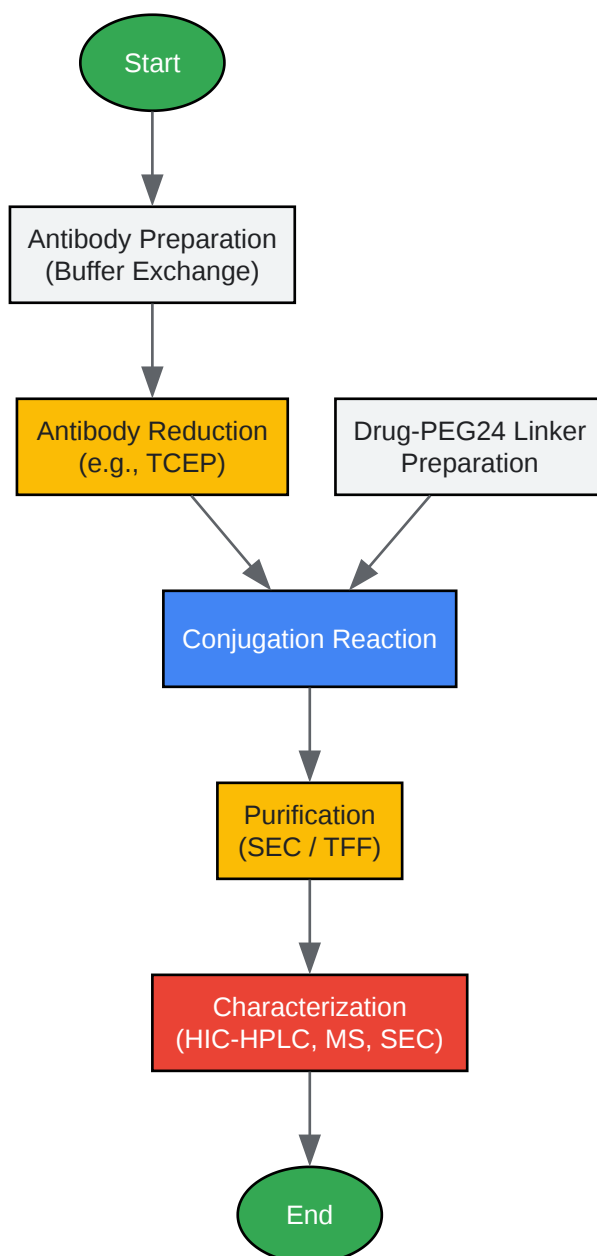 Start
Antibody Preparation
(Buffer Exchange)
Antibody Reduction
(e.g., TCEP)
Drug-PEG24 Linker
Preparation
Conjugation Reaction
Purification
(SEC / TFF)
Characterization
(HIC-HPLC, MS, SEC)
End